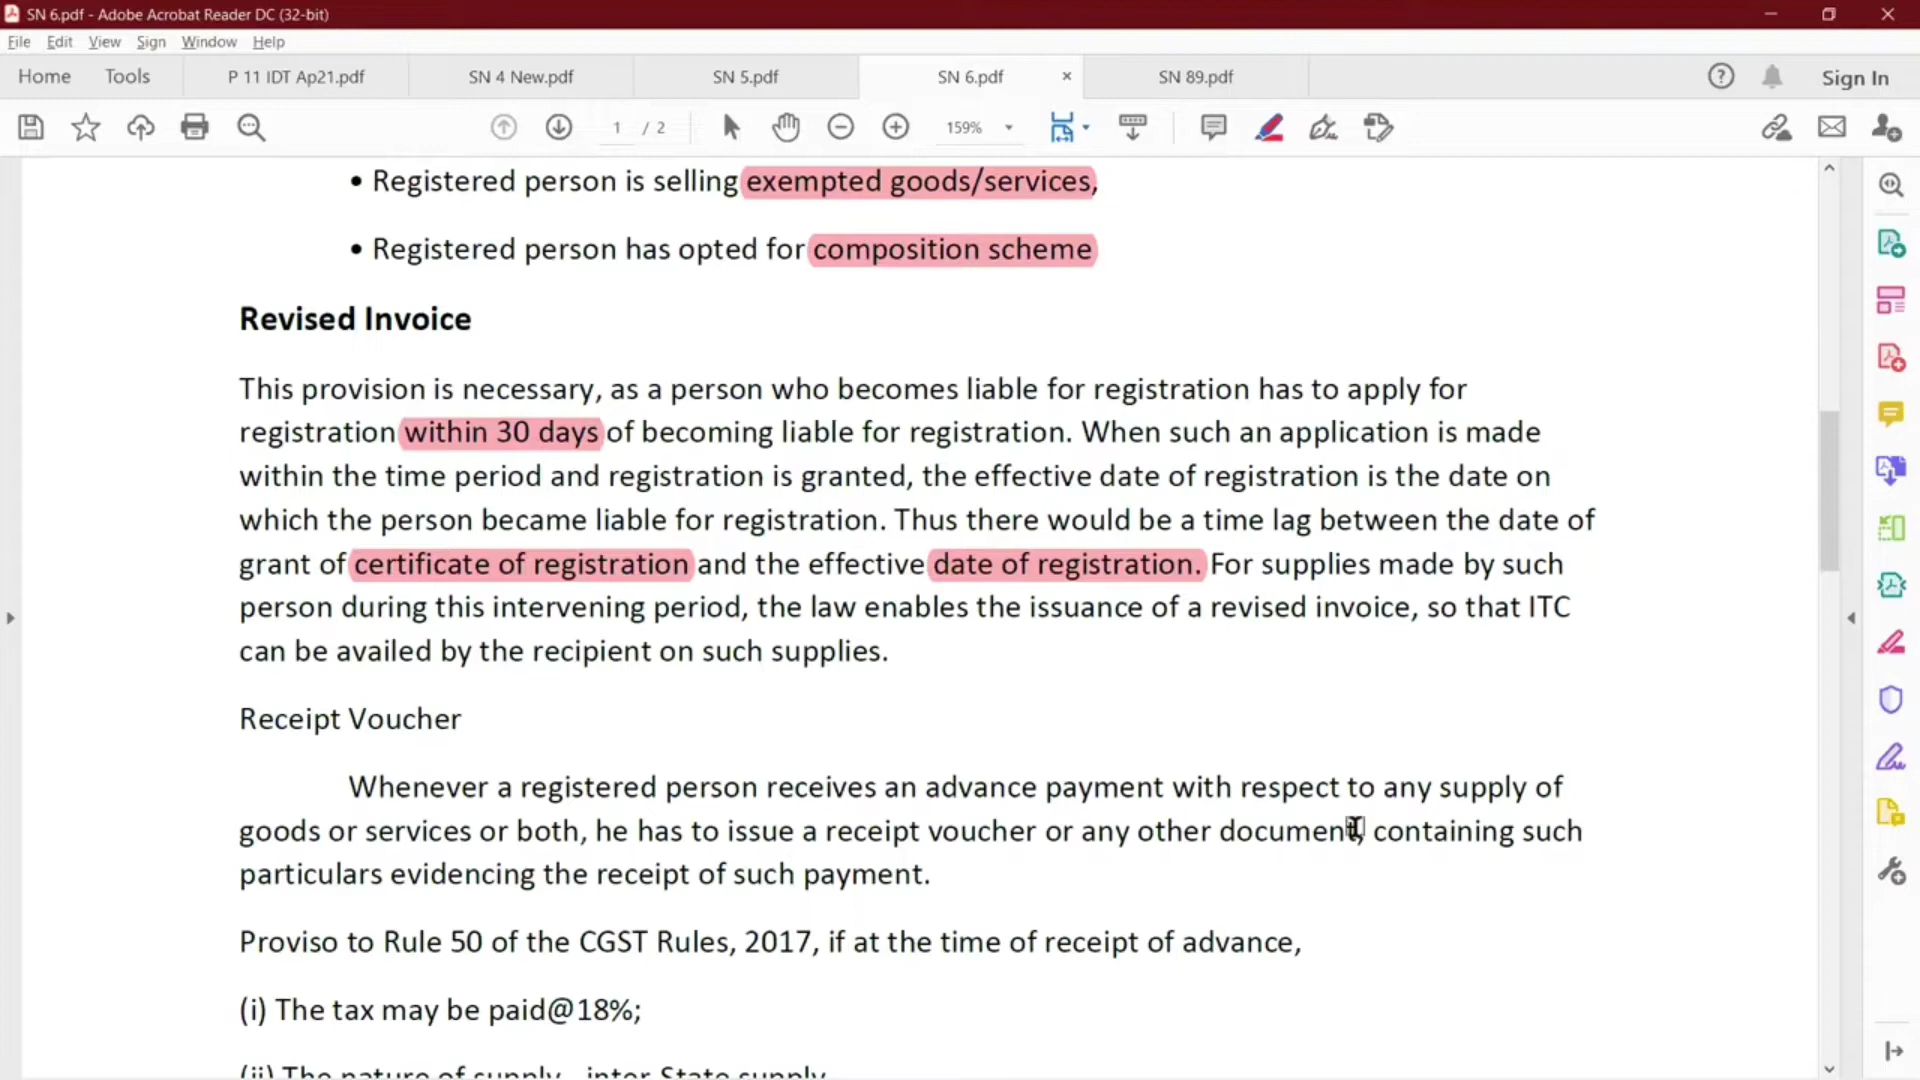 SN 6.pdf - Adobe Acrobat Reader DC (32-bit)
File Edit View Sign Window Help
Home Tools P 11 IDT Ap21.pdf SN 4 New.pdf SN 5.pdf SN 6.pdf × SN 89.pdf Sign In
1 / 2 159%
• Registered person is selling exempted goods/services,
• Registered person has opted for composition scheme
Revised Invoice
This provision is necessary, as a person who becomes liable for registration has to apply for
registration within 30 days of becoming liable for registration. When such an application is made
within the time period and registration is granted, the effective date of registration is the date on
which the person became liable for registration. Thus there would be a time lag between the date of
grant of certificate of registration and the effective date of registration. For supplies made by such
person during this intervening period, the law enables the issuance of a revised invoice, so that ITC
can be availed by the recipient on such supplies.
Receipt Voucher
Whenever a registered person receives an advance payment with respect to any supply of
goods or services or both, he has to issue a receipt voucher or any other document, containing such
particulars evidencing the receipt of such payment.
Proviso to Rule 50 of the CGST Rules, 2017, if at the time of receipt of advance,
(i) The tax may be paid@18%;
(ii) The nature of supply - inter-State supply